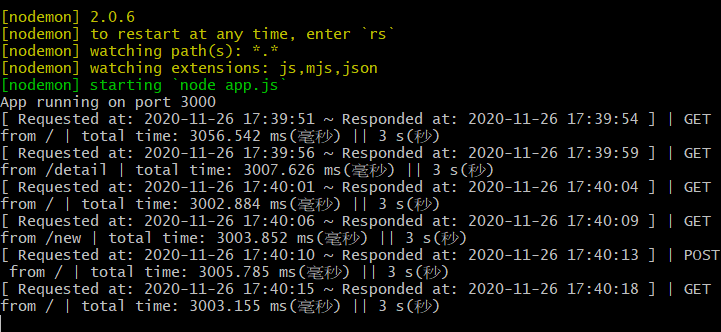 [nodemon] 2.0.6
[nodemon] to restart at any time, enter `rs`
[nodemon] watching path(s): *.*
[nodemon] watching extensions: js,mjs,json
[nodemon] starting `node app.js`
App running on port 3000
[ Requested at: 2020-11-26 17:39:51 ~ Responded at: 2020-11-26 17:39:54 ] | GET
from / | total time: 3056.542 ms(毫秒) || 3 s(秒)
[ Requested at: 2020-11-26 17:39:56 ~ Responded at: 2020-11-26 17:39:59 ] | GET
from /detail | total time: 3007.626 ms(毫秒) || 3 s(秒)
[ Requested at: 2020-11-26 17:40:01 ~ Responded at: 2020-11-26 17:40:04 ] | GET
from / | total time: 3002.884 ms(毫秒) || 3 s(秒)
[ Requested at: 2020-11-26 17:40:06 ~ Responded at: 2020-11-26 17:40:09 ] | GET
from /new | total time: 3003.852 ms(毫秒) || 3 s(秒)
[ Requested at: 2020-11-26 17:40:10 ~ Responded at: 2020-11-26 17:40:13 ] | POST
 from / | total time: 3005.785 ms(毫秒) || 3 s(秒)
[ Requested at: 2020-11-26 17:40:15 ~ Responded at: 2020-11-26 17:40:18 ] | GET
from / | total time: 3003.155 ms(毫秒) || 3 s(秒)